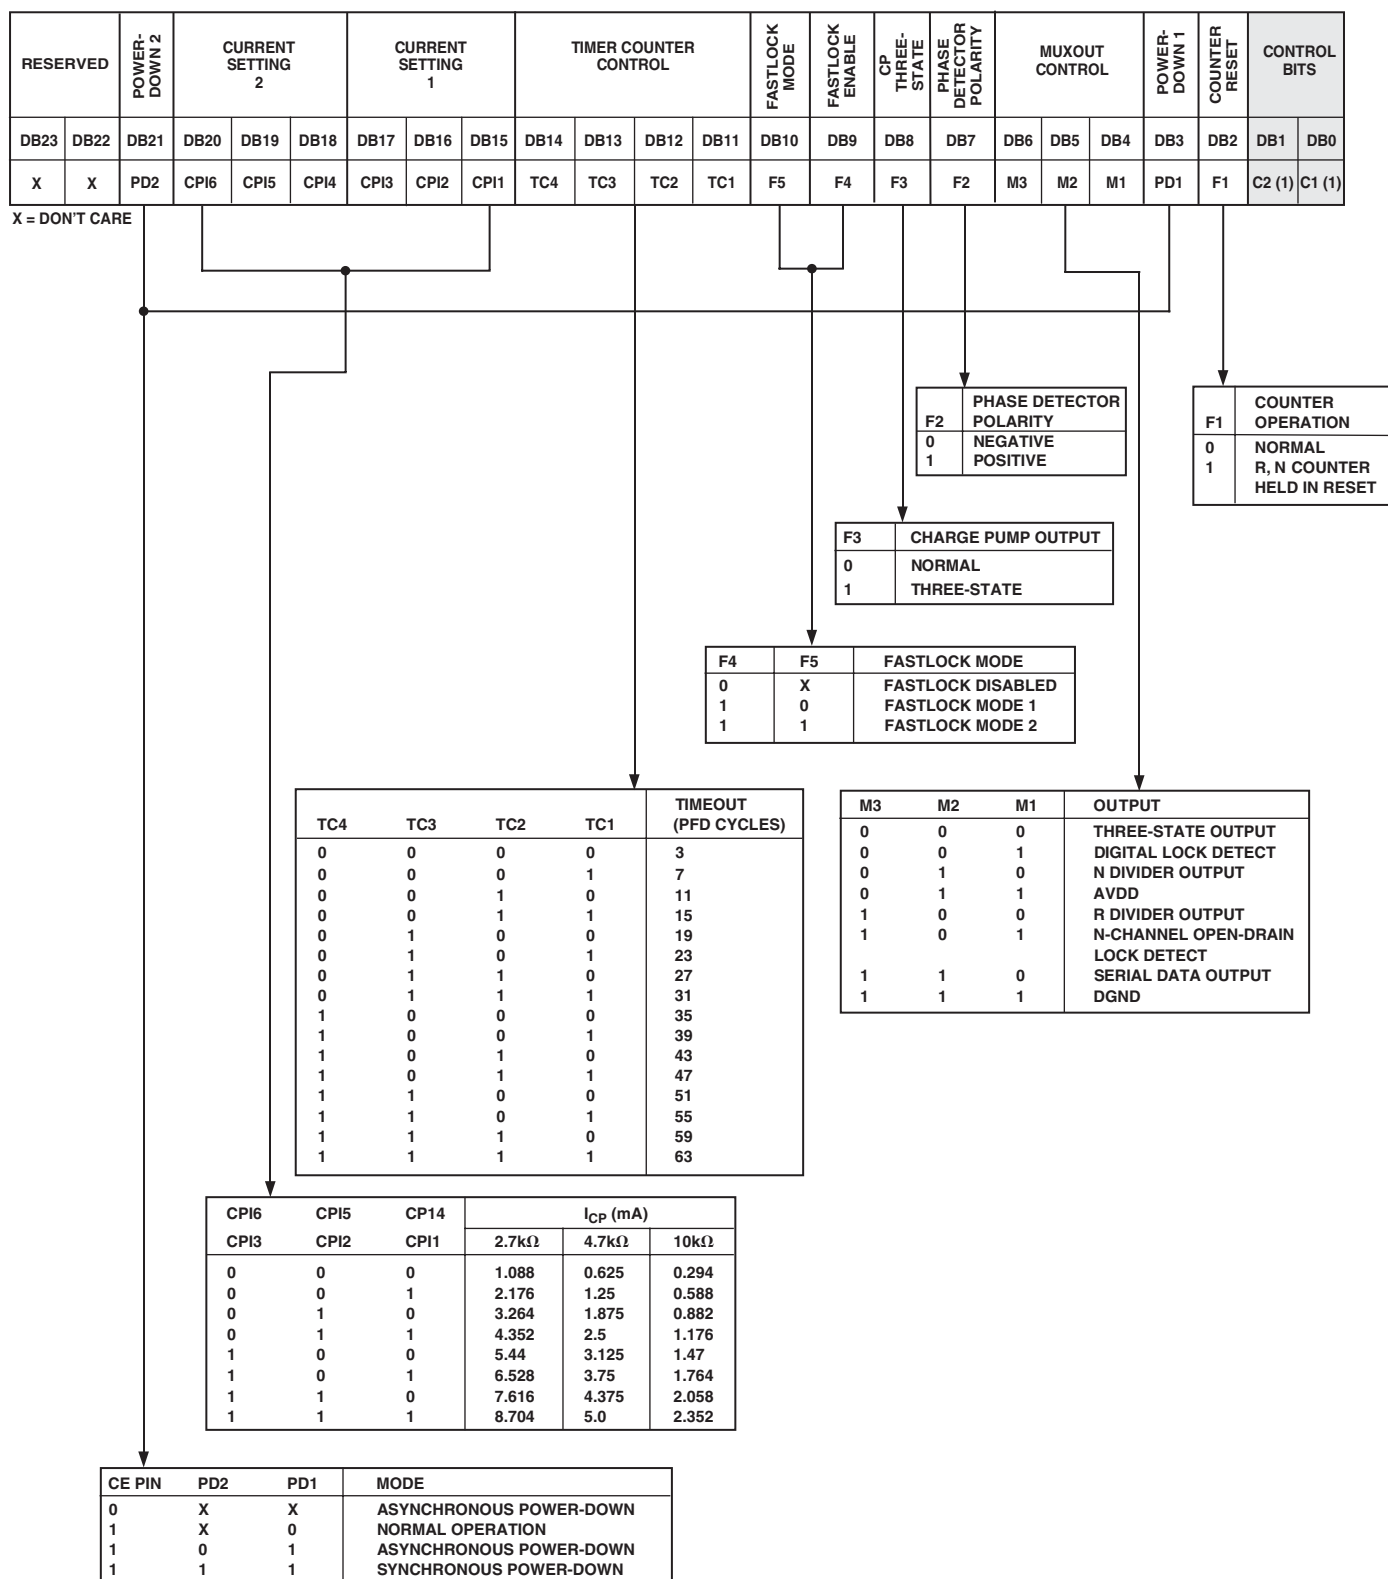 RESERVED
POWER-
DOWN 2
CURRENT
SETTING
2
CURRENT
SETTING
1
TIMER COUNTER
CONTROL
FASTLOCK
MODE
FASTLOCK
ENABLE
CP
THREE-
STATE
PHASE
DETECTOR
POLARITY
MUXOUT
CONTROL
POWER-
DOWN 1
COUNTER
RESET
CONTROL
BITS
DB23 DB22 DB21 DB20 DB19 DB18 DB17 DB16 DB15 DB14 DB13 DB12 DB11 DB10 DB9 DB8 DB7 DB6 DB5 DB4 DB3 DB2 DB1 DB0
X X PD2 CPI6 CPI5 CPI4 CPI3 CPI2 CPI1 TC4 TC3 TC2 TC1 F5 F4 F3 F2 M3 M2 M1 PD1 F1 C2 (1) C1 (1)
X = DON'T CARE
PHASE DETECTOR
F2 POLARITY
0 NEGATIVE
1 POSITIVE
COUNTER
F1 OPERATION
0 NORMAL
1 R, N COUNTER
HELD IN RESET
F3 CHARGE PUMP OUTPUT
0 NORMAL
1 THREE-STATE
F4 F5 FASTLOCK MODE
0 X FASTLOCK DISABLED
1 0 FASTLOCK MODE 1
1 1 FASTLOCK MODE 2
TIMEOUT
TC4 TC3 TC2 TC1 (PFD CYCLES)
0 0 0 0 3
0 0 0 1 7
0 0 1 0 11
0 0 1 1 15
0 1 0 0 19
0 1 0 1 23
0 1 1 0 27
0 1 1 1 31
1 0 0 0 35
1 0 0 1 39
1 0 1 0 43
1 0 1 1 47
1 1 0 0 51
1 1 0 1 55
1 1 1 0 59
1 1 1 1 63
M3 M2 M1 OUTPUT
0 0 0 THREE-STATE OUTPUT
0 0 1 DIGITAL LOCK DETECT
0 1 0 N DIVIDER OUTPUT
0 1 1 AVDD
1 0 0 R DIVIDER OUTPUT
1 0 1 N-CHANNEL OPEN-DRAIN
LOCK DETECT
1 1 0 SERIAL DATA OUTPUT
1 1 1 DGND
CPI6 CPI5 CP14 ICP (mA)
CPI3 CPI2 CPI1 2.7kΩ 4.7kΩ 10kΩ
0 0 0 1.088 0.625 0.294
0 0 1 2.176 1.25 0.588
0 1 0 3.264 1.875 0.882
0 1 1 4.352 2.5 1.176
1 0 0 5.44 3.125 1.47
1 0 1 6.528 3.75 1.764
1 1 0 7.616 4.375 2.058
1 1 1 8.704 5.0 2.352
CE PIN PD2 PD1 MODE
0 X X ASYNCHRONOUS POWER-DOWN
1 X 0 NORMAL OPERATION
1 0 1 ASYNCHRONOUS POWER-DOWN
1 1 1 SYNCHRONOUS POWER-DOWN